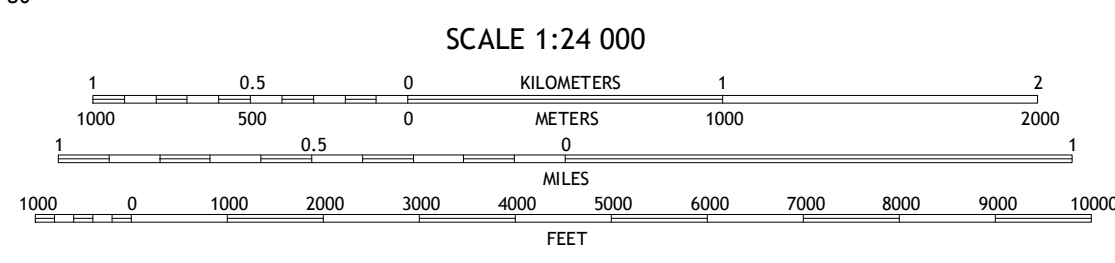 SCALE 1:24 000
1 0.5 0 KILOMETERS 1 2
1000 500 0 METERS 1000 2000
1 0.5 0 1
MILES
1000 0 1000 2000 3000 4000 5000 6000 7000 8000 9000 10000
FEET